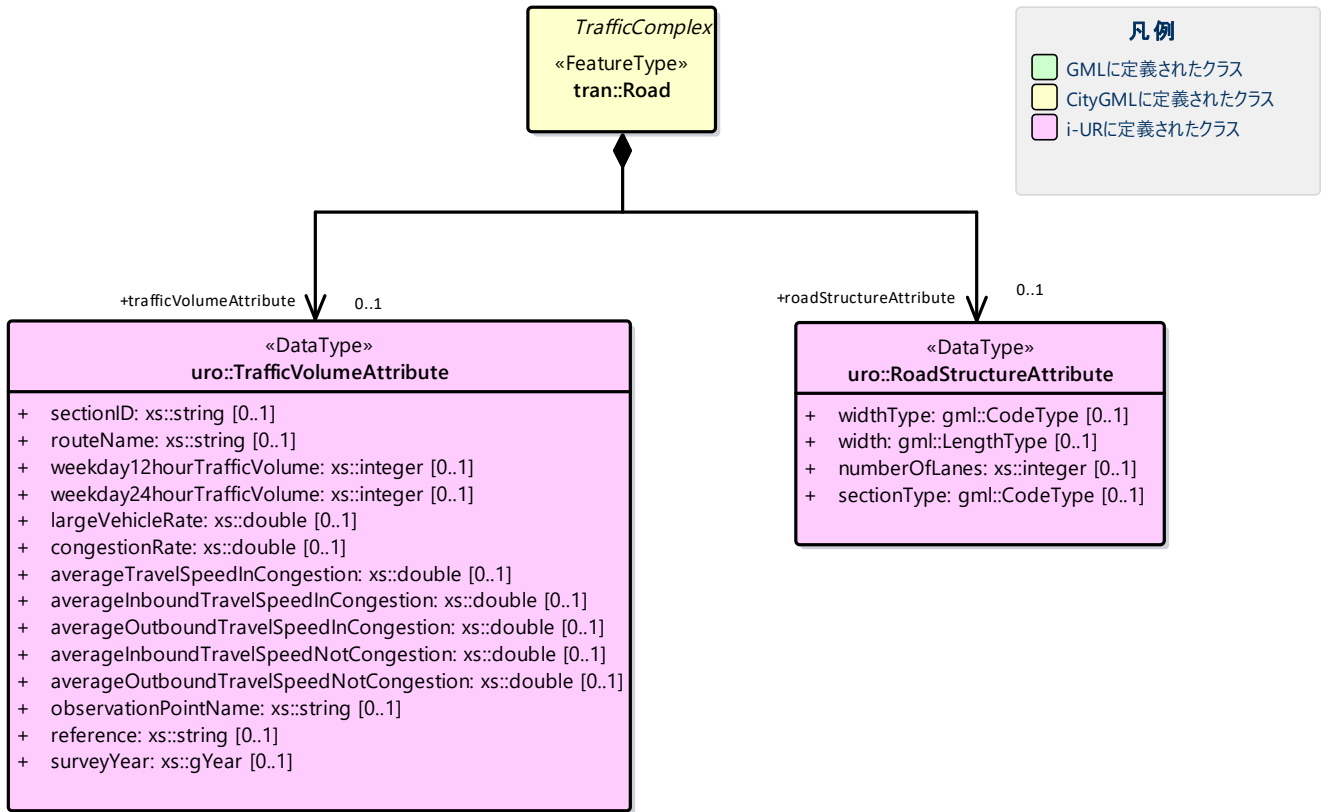 TrafficComplex
«FeatureType»
tran::Road
凡例
GMLに定義されたクラス
CityGMLに定義されたクラス
i-URに定義されたクラス
+trafficVolumeAttribute
0..1
+roadStructureAttribute
0..1
«DataType»
uro::TrafficVolumeAttribute
+ sectionID: xs::string [0..1]
+ routeName: xs::string [0..1]
+ weekday12hourTrafficVolume: xs::integer [0..1]
+ weekday24hourTrafficVolume: xs::integer [0..1]
+ largeVehicleRate: xs::double [0..1]
+ congestionRate: xs::double [0..1]
+ averageTravelSpeedInCongestion: xs::double [0..1]
+ averageInboundTravelSpeedInCongestion: xs::double [0..1]
+ averageOutboundTravelSpeedInCongestion: xs::double [0..1]
+ averageInboundTravelSpeedNotCongestion: xs::double [0..1]
+ averageOutboundTravelSpeedNotCongestion: xs::double [0..1]
+ observationPointName: xs::string [0..1]
+ reference: xs::string [0..1]
+ surveyYear: xs::gYear [0..1]
«DataType»
uro::RoadStructureAttribute
+ widthType: gml::CodeType [0..1]
+ width: gml::LengthType [0..1]
+ numberOfLanes: xs::integer [0..1]
+ sectionType: gml::CodeType [0..1]